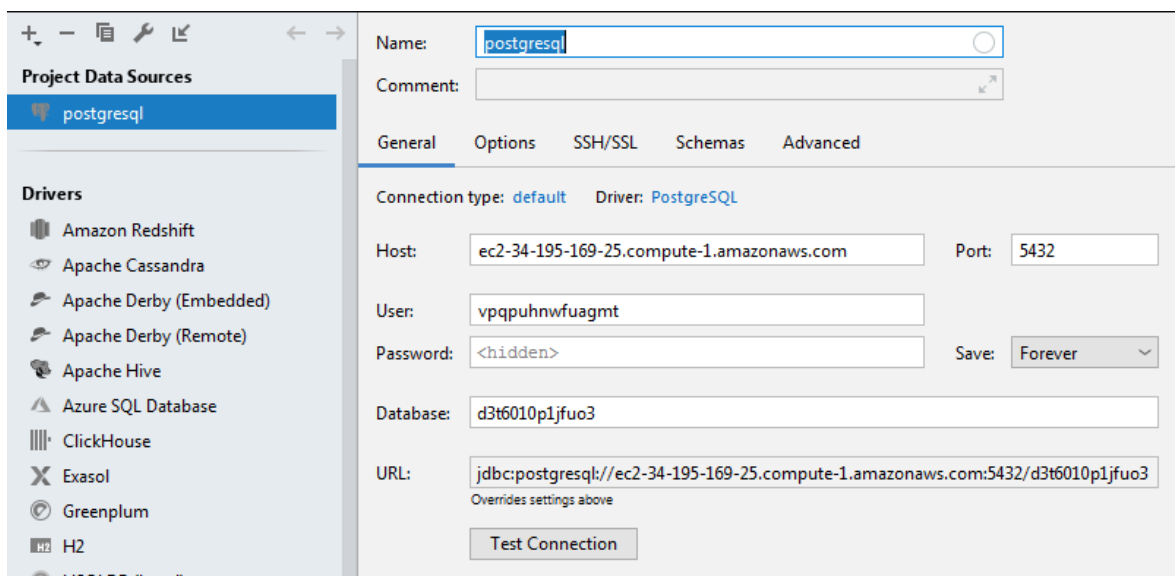 Project Data Sources
postgresql
Drivers
Amazon Redshift
Apache Cassandra
Apache Derby (Embedded)
Apache Derby (Remote)
Apache Hive
Azure SQL Database
ClickHouse
Exasol
Greenplum
H2
Name: postgresql
Comment:
General Options SSH/SSL Schemas Advanced
Connection type: default Driver: PostgreSQL
Host: ec2-34-195-169-25.compute-1.amazonaws.com Port: 5432
User: vpqpuhnwfuagmt
Password: <hidden> Save: Forever
Database: d3t6010p1jfuo3
URL: jdbc:postgresql://ec2-34-195-169-25.compute-1.amazonaws.com:5432/d3t6010p1jfuo3
Overrides settings above
Test Connection